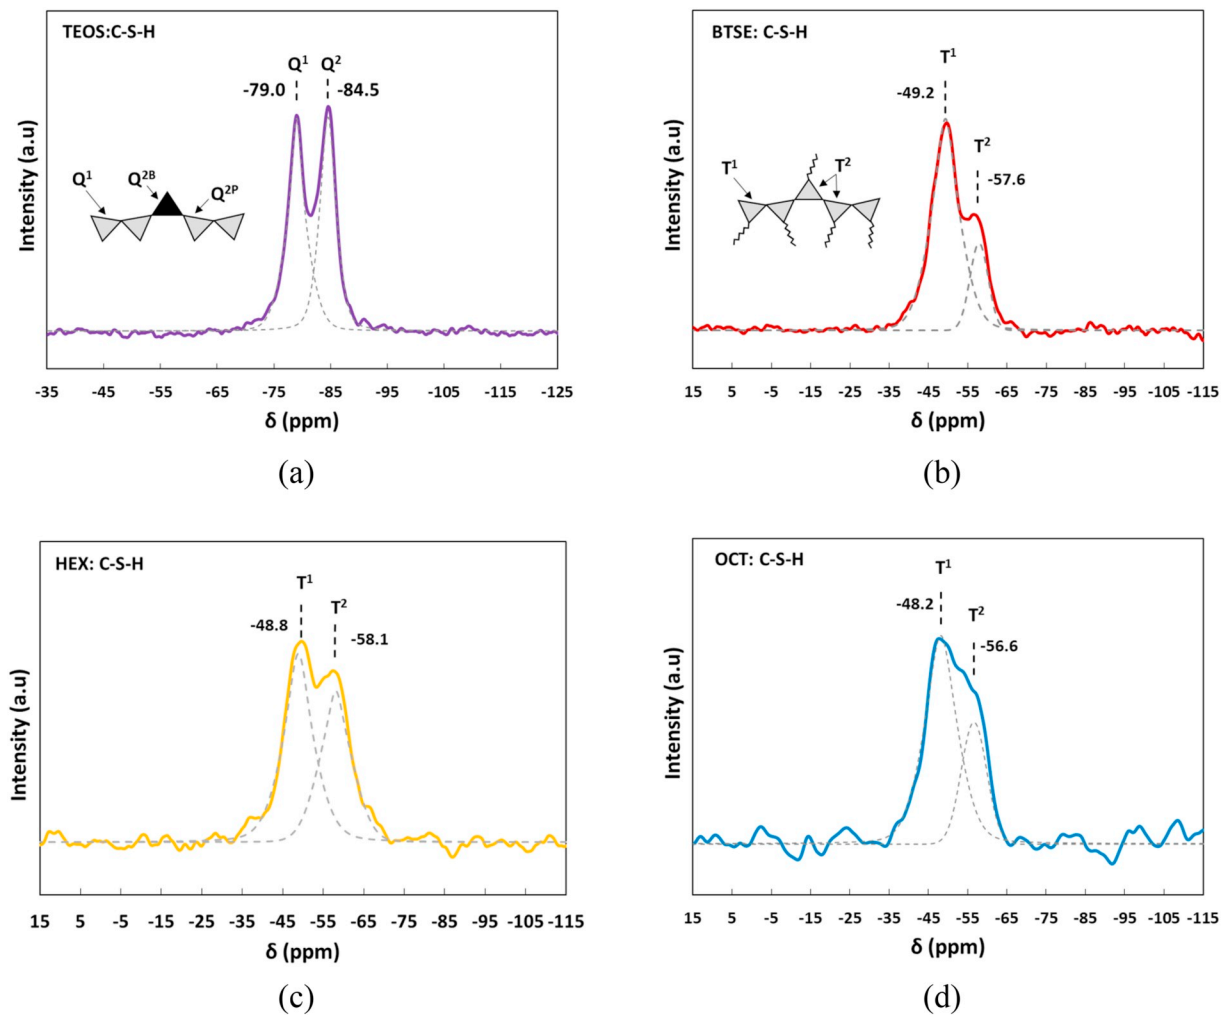 TEOS:C-S-H
Q¹ Q²
-79.0 -84.5
Q¹ Q²ᴮ Q²ᴾ
Intensity (a.u)
-35 -45 -55 -65 -75 -85 -95 -105 -115 -125
δ (ppm)
(a)
BTSE: C-S-H
T¹
-49.2
T²
-57.6
T¹ T²
Intensity (a.u)
15 5 -5 -15 -25 -35 -45 -55 -65 -75 -85 -95 -105 -115
δ (ppm)
(b)
HEX: C-S-H
T¹
T²
-48.8
-58.1
Intensity (a.u)
15 5 -5 -15 -25 -35 -45 -55 -65 -75 -85 -95 -105 -115
δ (ppm)
(c)
OCT: C-S-H
T¹
-48.2
T²
-56.6
Intensity (a.u)
15 5 -5 -15 -25 -35 -45 -55 -65 -75 -85 -95 -105 -115
δ (ppm)
(d)